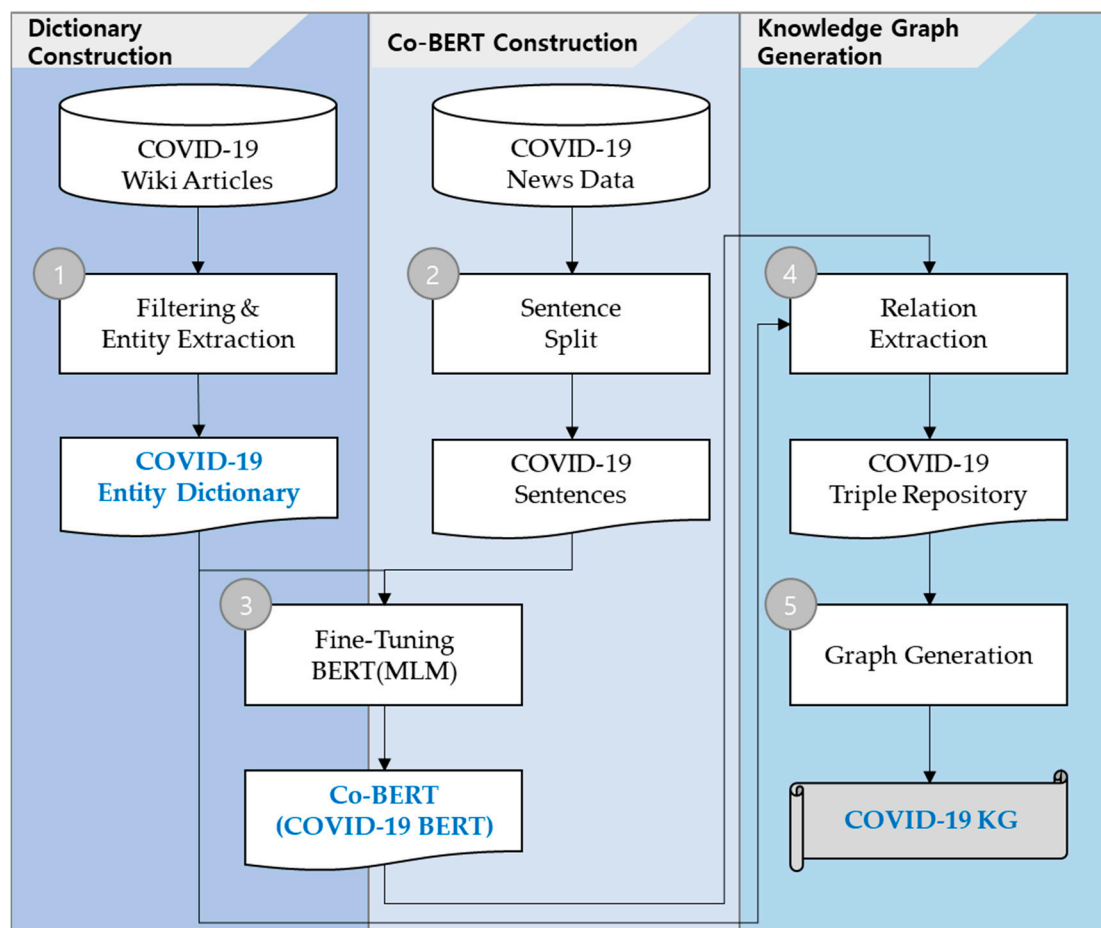 Dictionary
Construction
COVID-19
Wiki Articles
1
Filtering &
Entity Extraction
COVID-19
Entity Dictionary
Co-BERT Construction
COVID-19
News Data
2
Sentence
Split
COVID-19
Sentences
3
Fine-Tuning
BERT(MLM)
Co-BERT
(COVID-19 BERT)
Knowledge Graph
Generation
4
Relation
Extraction
COVID-19
Triple Repository
5
Graph Generation
COVID-19 KG